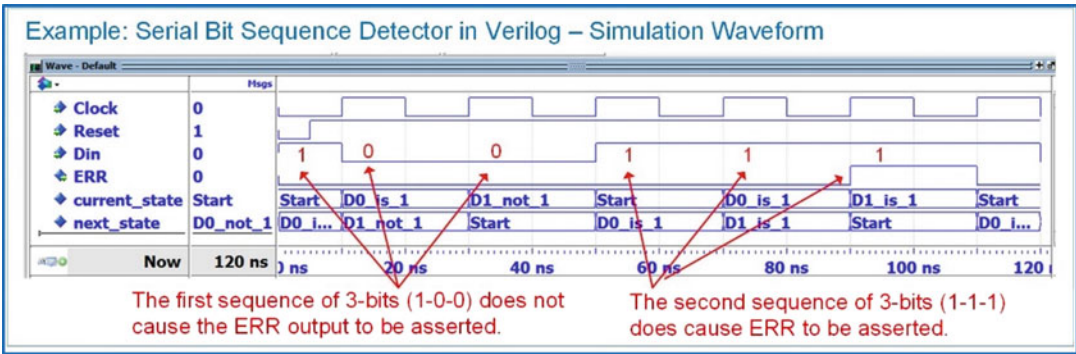 Example: Serial Bit Sequence Detector in Verilog – Simulation Waveform
Wave - Default
Msgs
Clock 0
Reset 1
Din 0 1 0 0 1 1 1
ERR 0
current_state Start Start D0_is_1 D1_not_1 Start D0_is_1 D1_is_1 Start
next_state D0_not_1 D0_i... D1_not_1 Start D0_is_1 D1_is_1 Start D0_i...
Now 120 ns ns 20 ns 40 ns 60 ns 80 ns 100 ns 120
The first sequence of 3-bits (1-0-0) does not
cause the ERR output to be asserted.
The second sequence of 3-bits (1-1-1)
does cause ERR to be asserted.